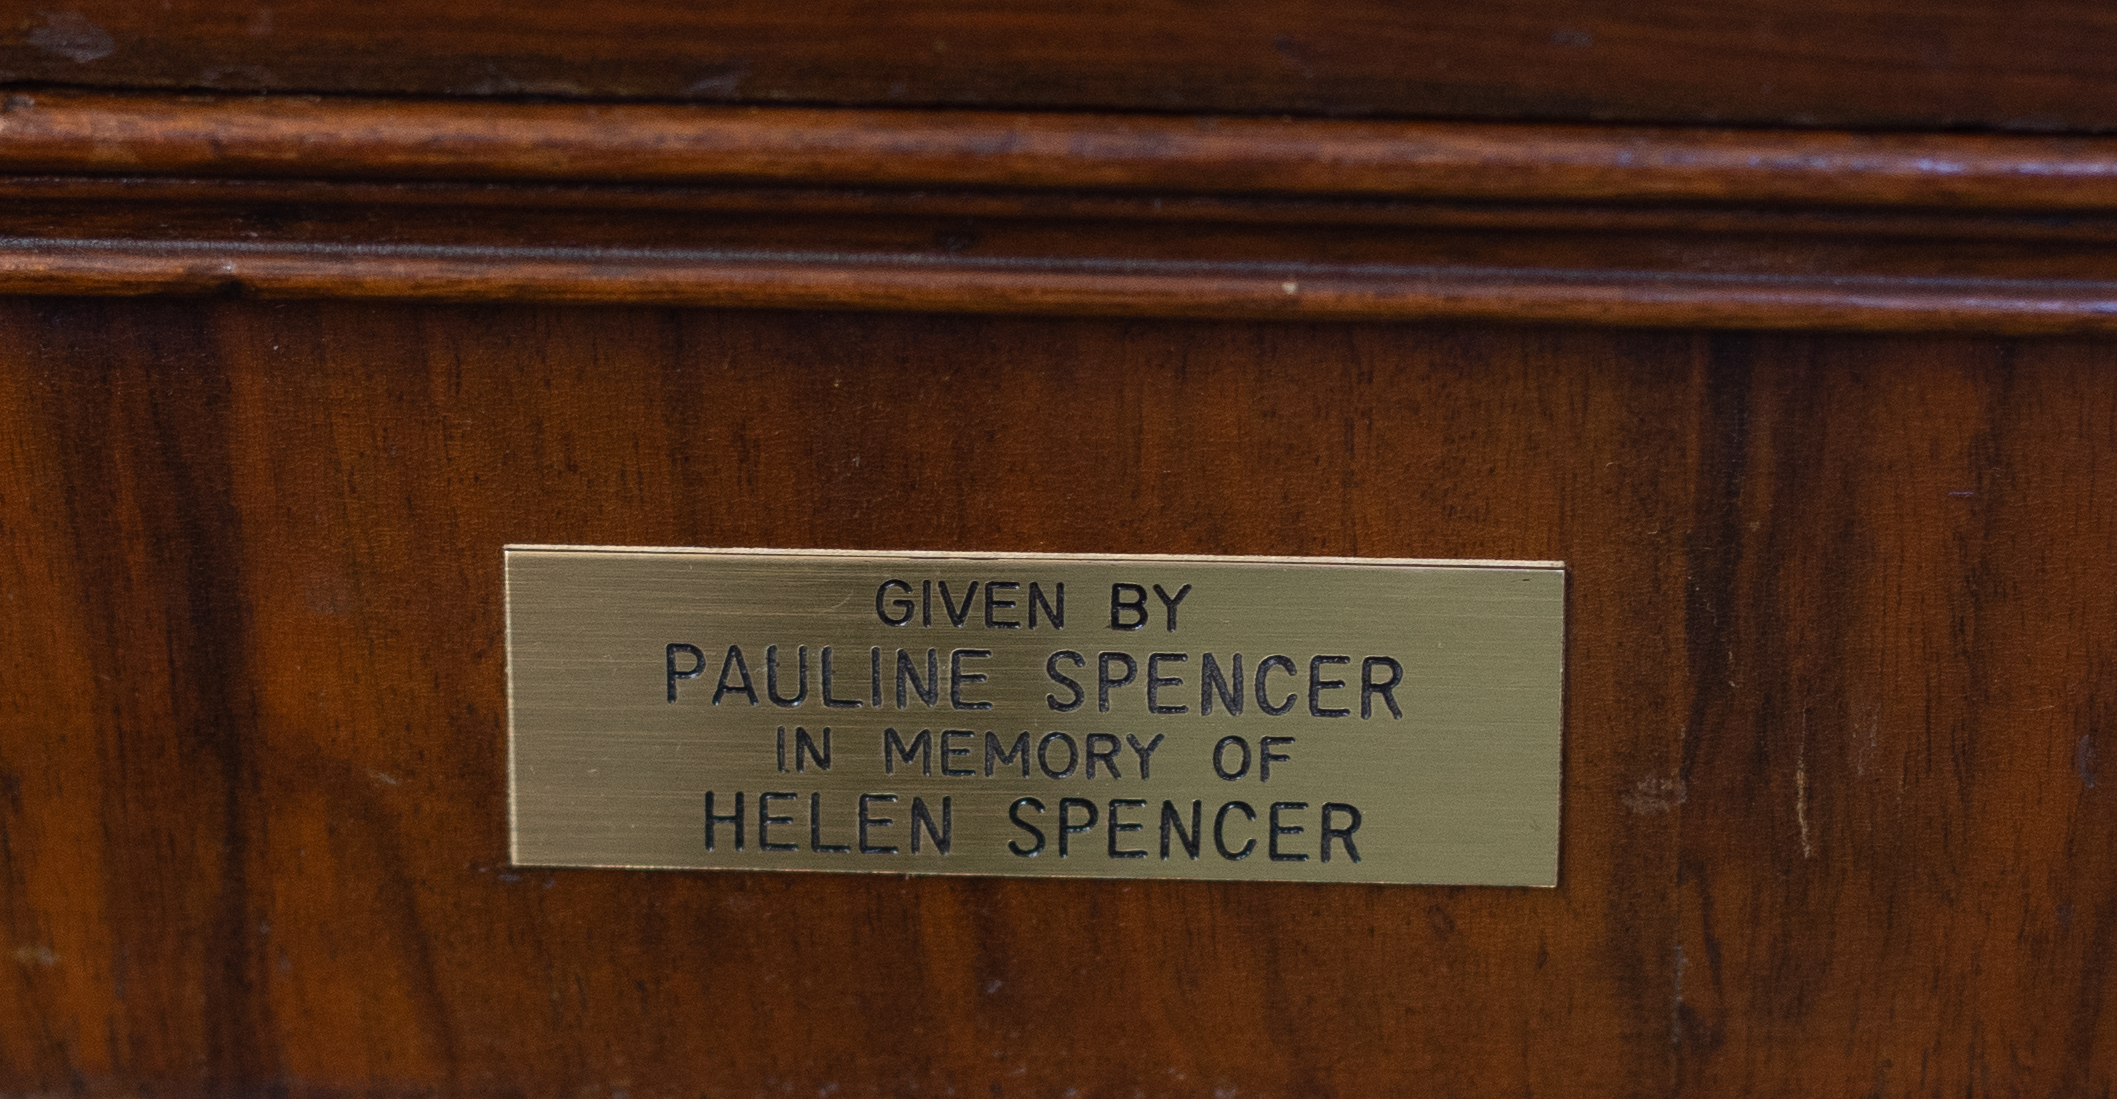 GIVEN BY
PAULINE SPENCER
IN MEMORY OF
HELEN SPENCER